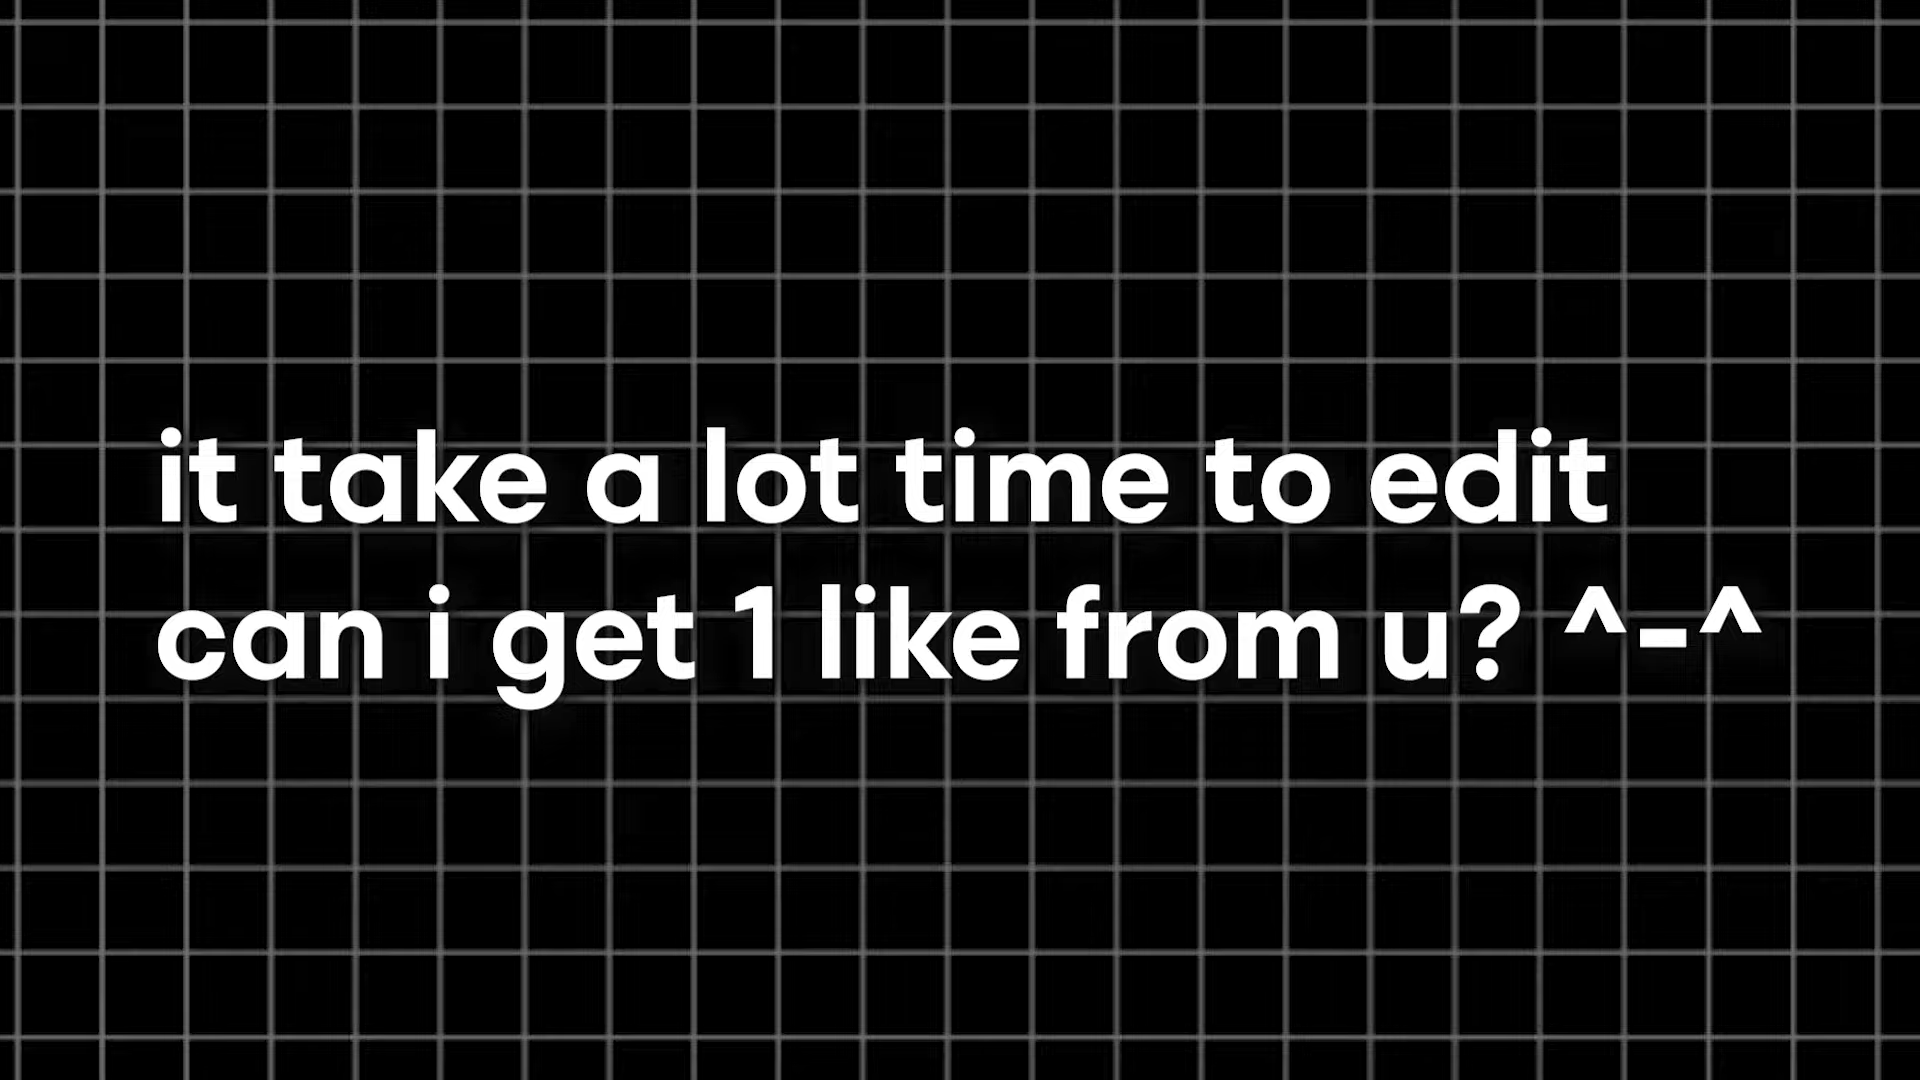 it take a lot time to edit
can i get 1 like from u? ^-^